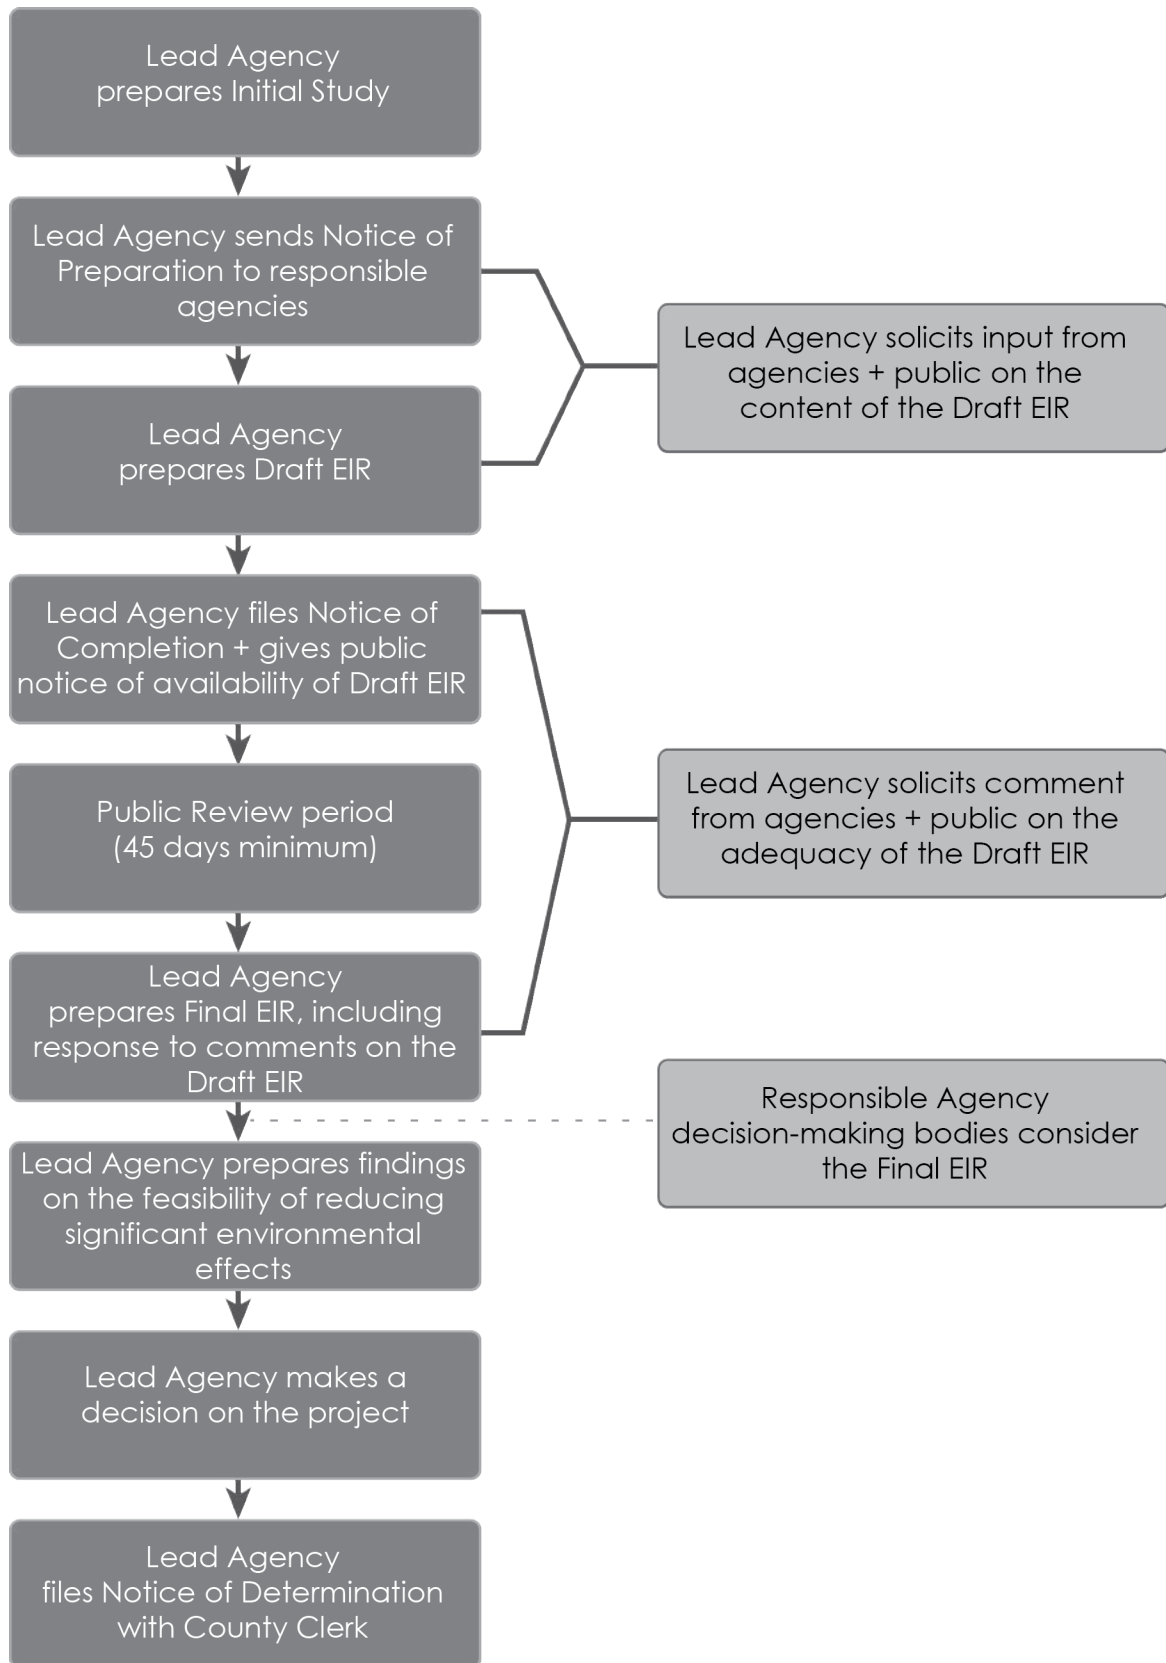 Lead Agency
prepares Initial Study
Lead Agency sends Notice of
Preparation to responsible
agencies
Lead Agency solicits input from
agencies + public on the
content of the Draft EIR
Lead Agency
prepares Draft EIR
Lead Agency files Notice of
Completion + gives public
notice of availability of Draft EIR
Public Review period
(45 days minimum)
Lead Agency solicits comment
from agencies + public on the
adequacy of the Draft EIR
Lead Agency
prepares Final EIR, including
response to comments on the
Draft EIR
Responsible Agency
decision-making bodies consider
the Final EIR
Lead Agency prepares findings
on the feasibility of reducing
significant environmental
effects
Lead Agency makes a
decision on the project
Lead Agency
files Notice of Determination
with County Clerk